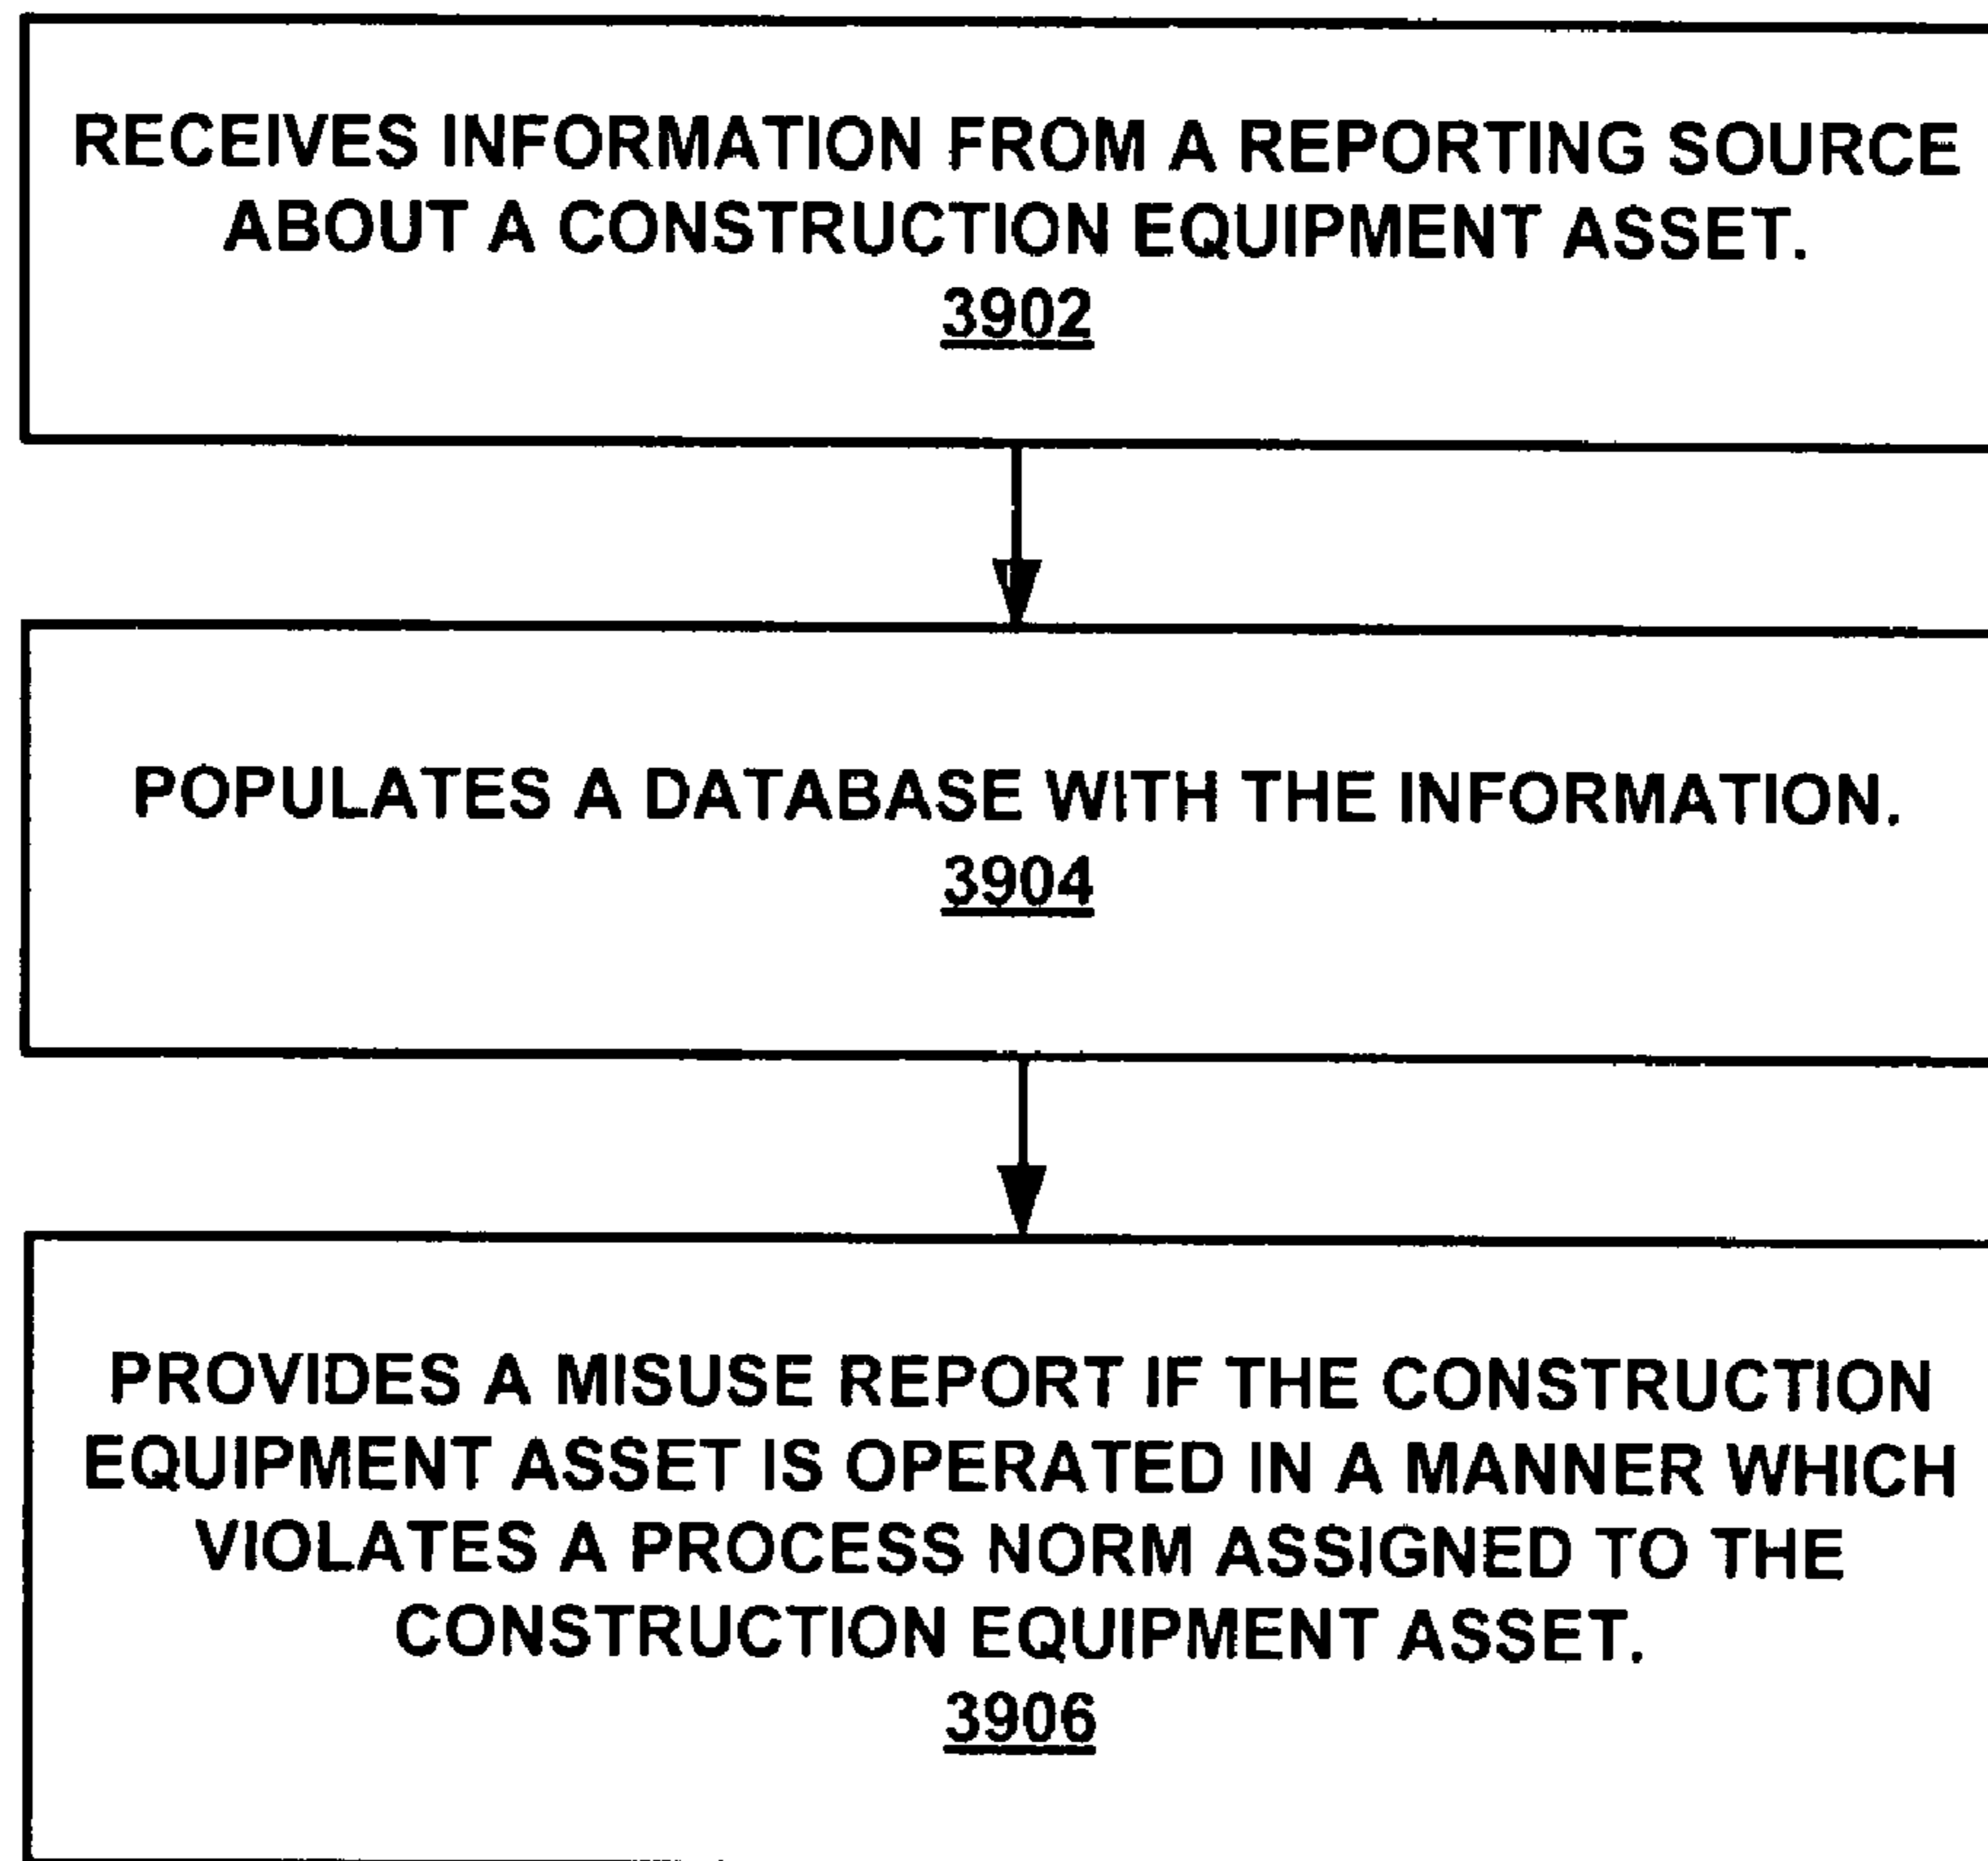 RECEIVES INFORMATION FROM A REPORTING SOURCE
ABOUT A CONSTRUCTION EQUIPMENT ASSET.
3902
POPULATES A DATABASE WITH THE INFORMATION.
3904
PROVIDES A MISUSE REPORT IF THE CONSTRUCTION
EQUIPMENT ASSET IS OPERATED IN A MANNER WHICH
VIOLATES A PROCESS NORM ASSIGNED TO THE
CONSTRUCTION EQUIPMENT ASSET.
3906